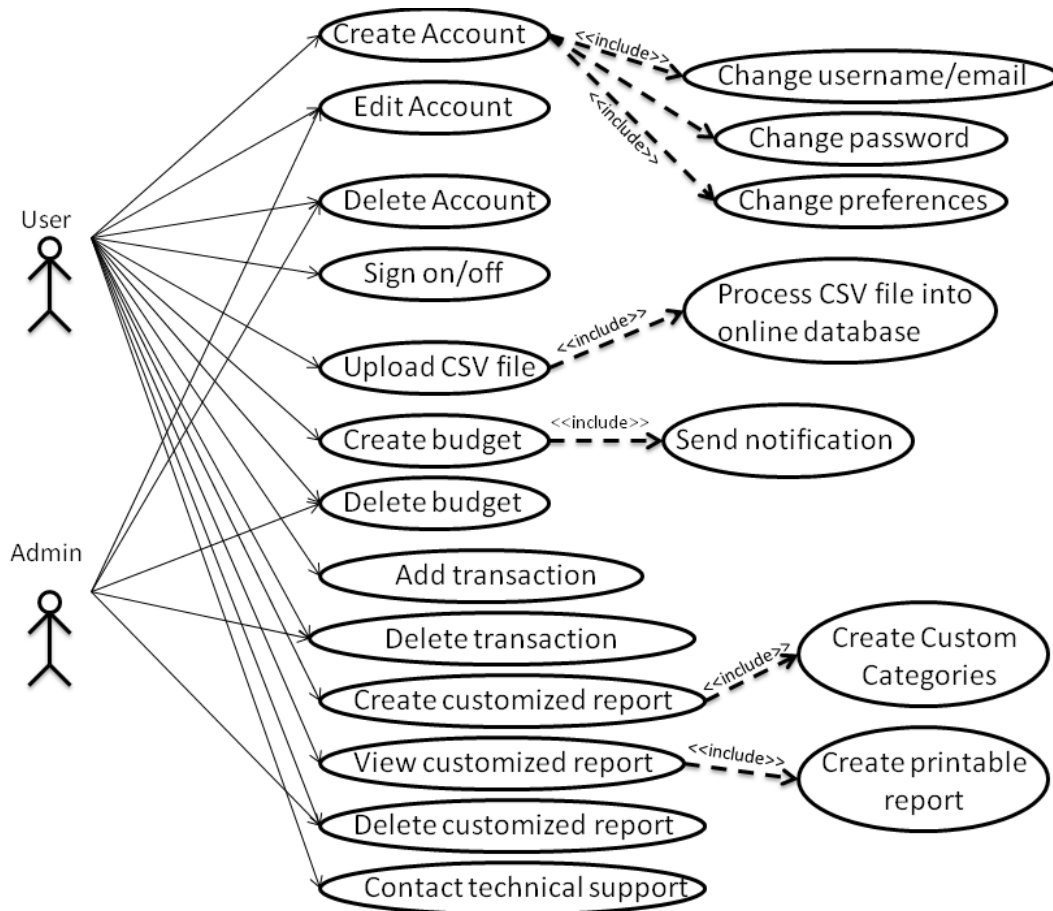 Create Account
<<include>>
Change username/email
Edit Account
<<include>>
Change password
Delete Account
Change preferences
User
Sign on/off
Process CSV file into
online database
<<include>>
Upload CSV file
<<include>>
Create budget
Send notification
Delete budget
Admin
Add transaction
Delete transaction
Create Custom
Categories
<<include>>
Create customized report
<<include>>
View customized report
Create printable
report
Delete customized report
Contact technical support